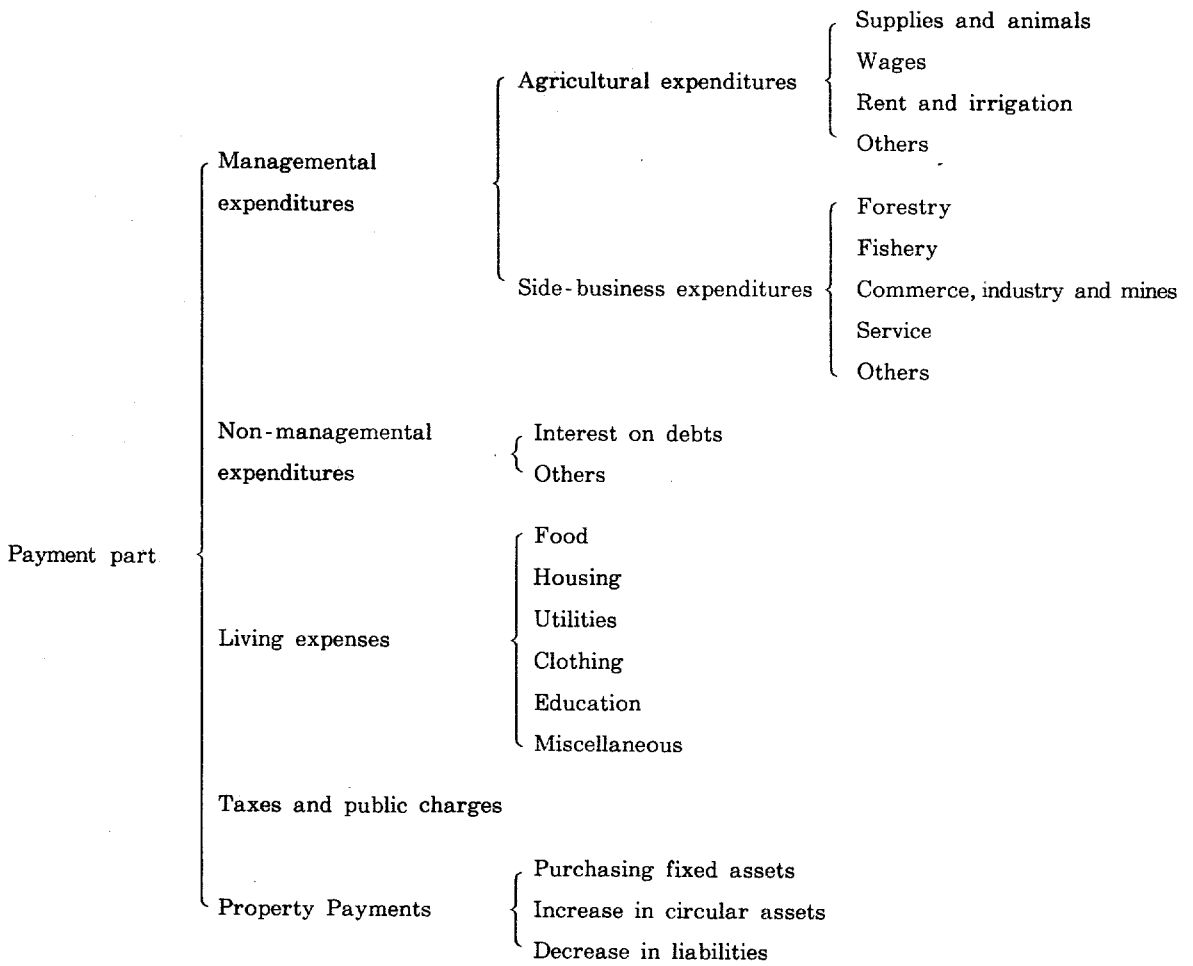 Payment part
Managemental
expenditures
Agricultural expenditures
Supplies and animals
Wages
Rent and irrigation
Others
Side-business expenditures
Forestry
Fishery
Commerce, industry and mines
Service
Others
Non-managemental
expenditures
Interest on debts
Others
Living expenses
Food
Housing
Utilities
Clothing
Education
Miscellaneous
Taxes and public charges
Property Payments
Purchasing fixed assets
Increase in circular assets
Decrease in liabilities